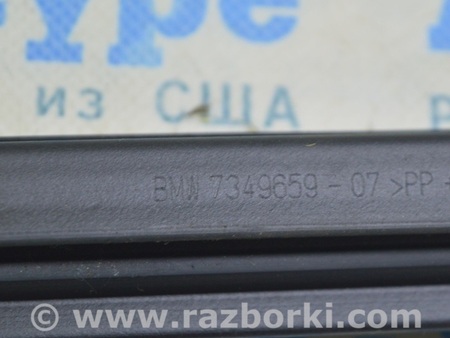 ype
из США
BMW 7349659 - 07 >PP
© www.razborki.com